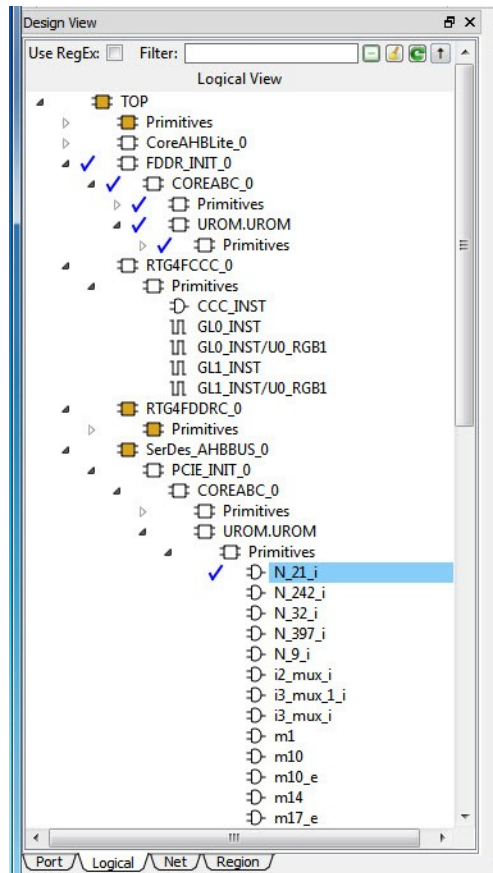 Design View
Use RegEx: Filter:
Logical View
TOP
Primitives
CoreAHBLite_0
FDDR_INIT_0
COREABC_0
Primitives
UROM.UROM
Primitives
RTG4FCCC_0
Primitives
CCC_INST
GL0_INST
GL0_INST/U0_RGB1
GL1_INST
GL1_INST/U0_RGB1
RTG4FDDRC_0
Primitives
SerDes_AHBBUS_0
PCIE_INIT_0
COREABC_0
Primitives
UROM.UROM
Primitives
N_21_i
N_242_i
N_32_i
N_397_i
N_9_i
i2_mux_i
i3_mux_1_i
i3_mux_i
m1
m10
m10_e
m14
m17_e
Port Logical Net Region